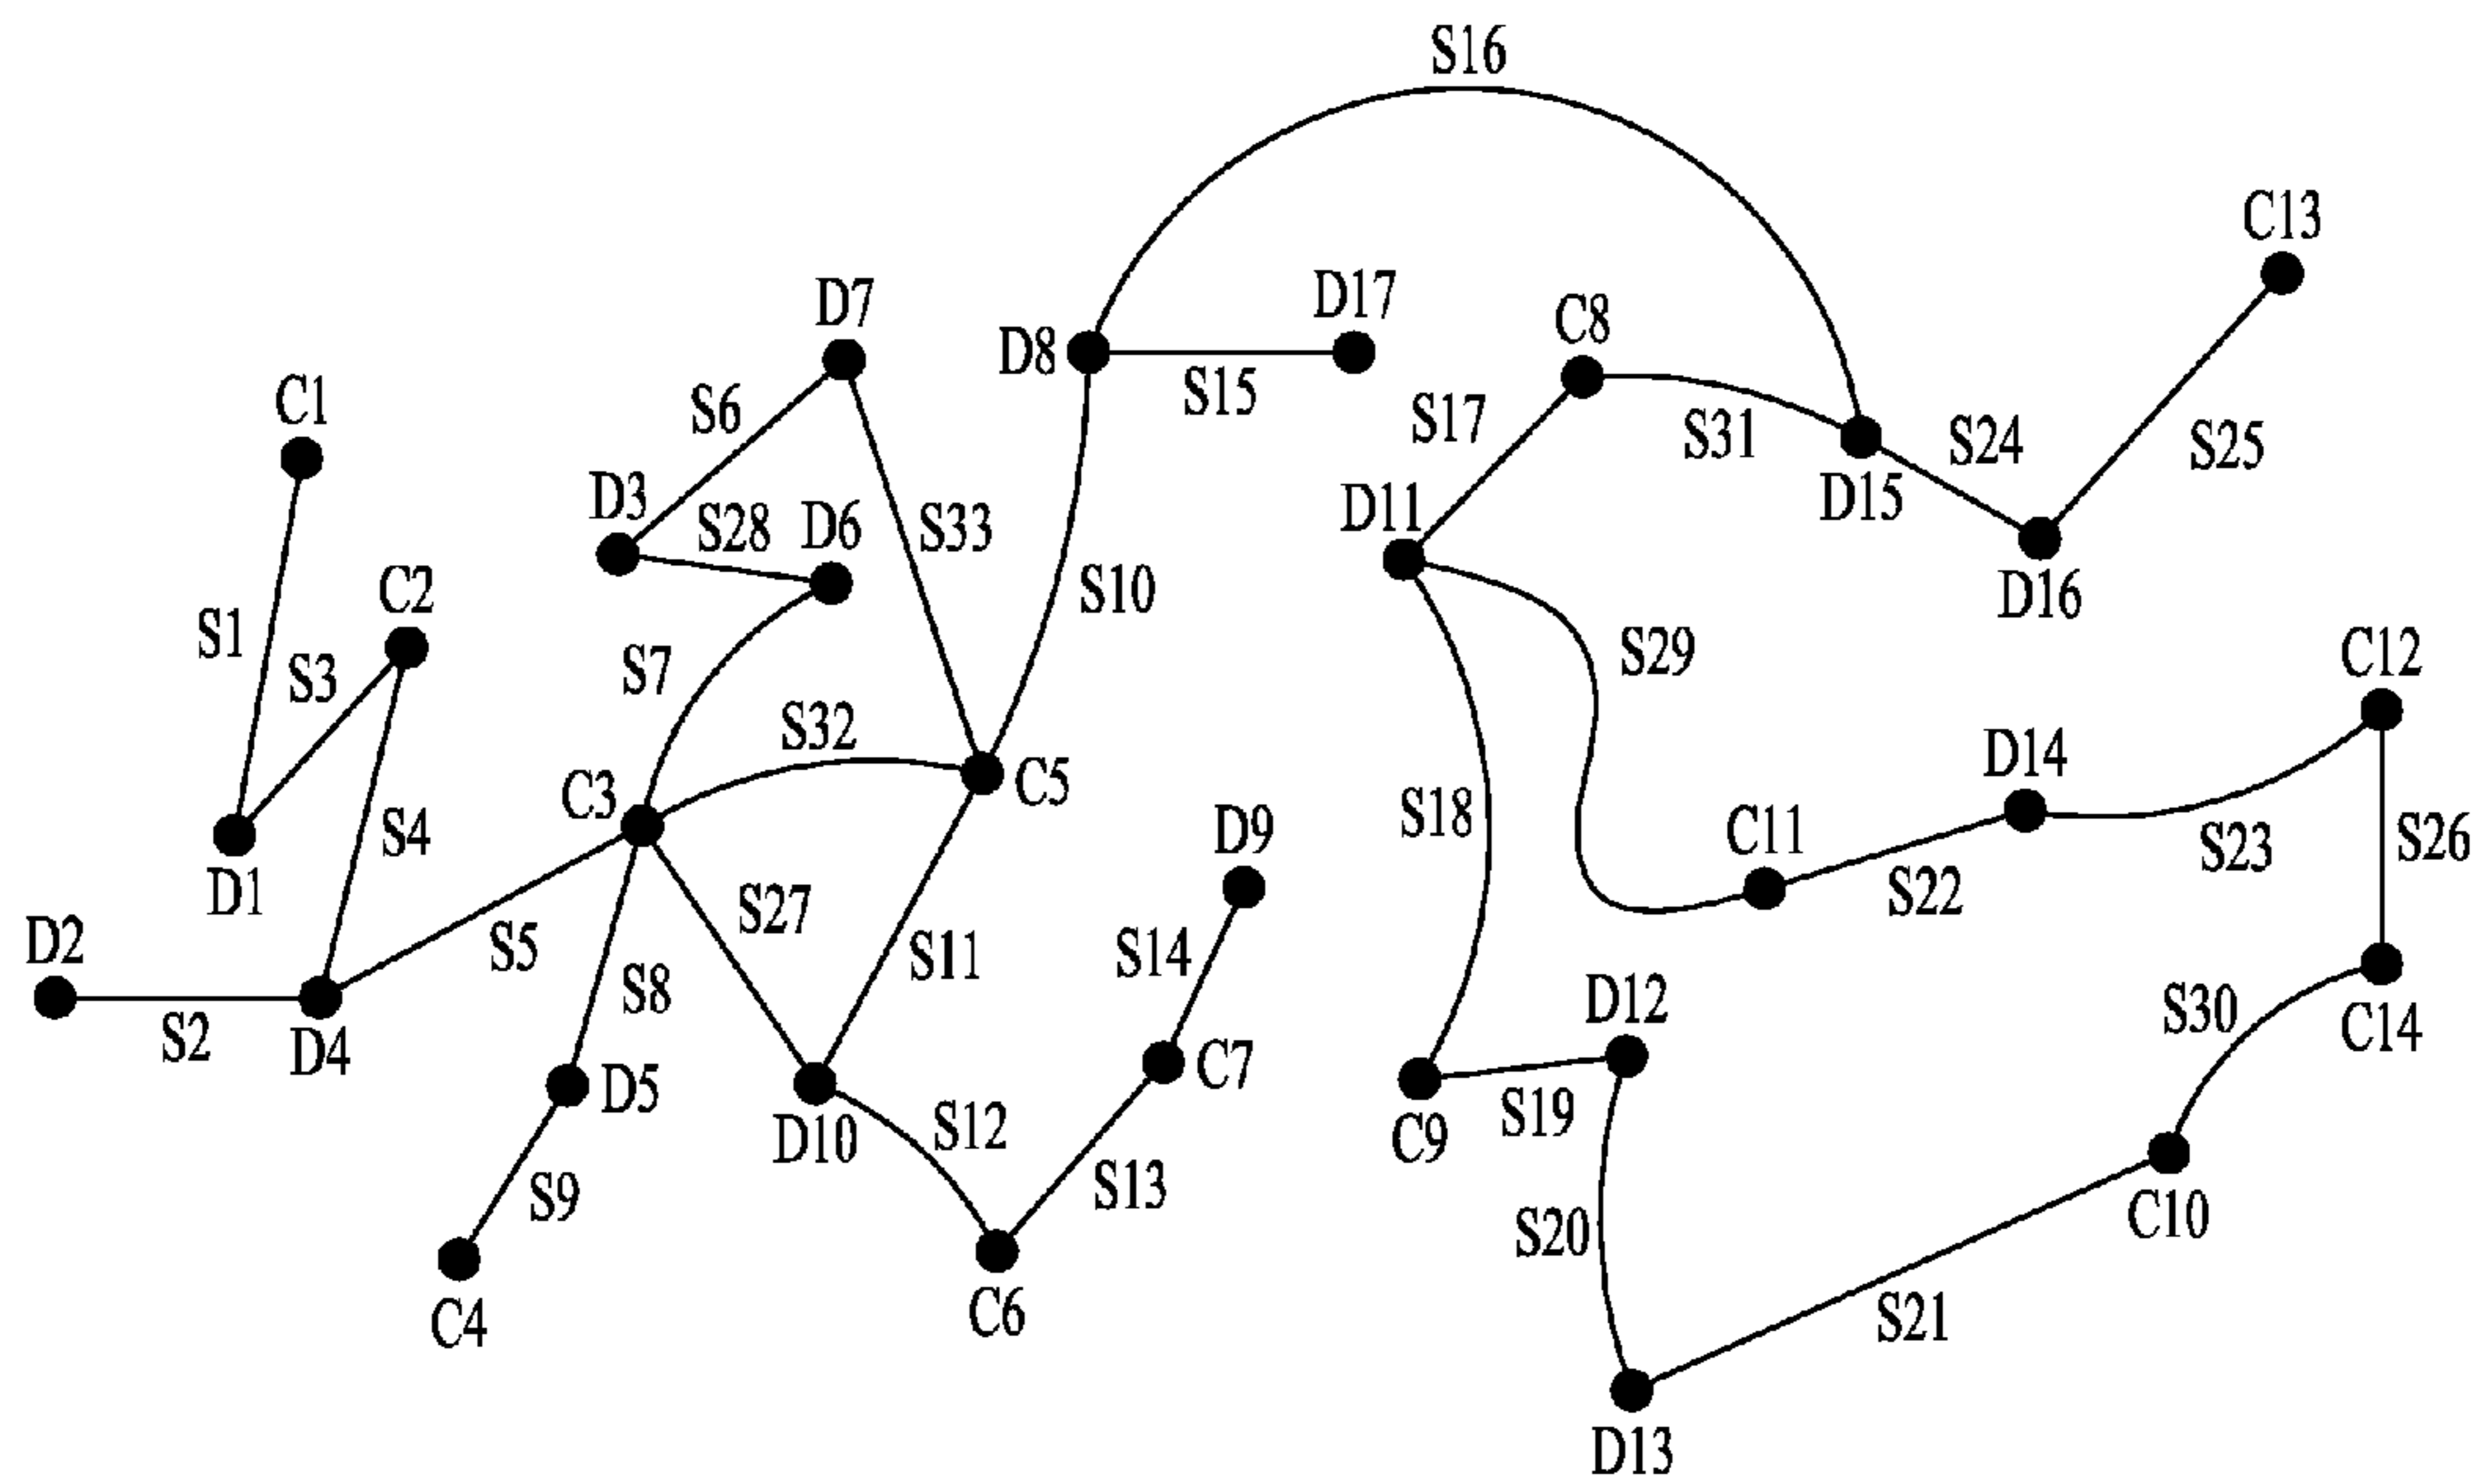 S16
C13
D7
D17
C8
D8
S15
S6
C1
S17
S31
S24
S25
D3
S28
D6
S33
D11
D15
D16
C2
S10
S1
S3
S7
S29
C12
S32
D14
C3
C5
S4
D9
S18
C11
S26
D1
S27
S22
S23
D2
S5
S11
S14
S8
D12
S30
S2
D4
C14
D5
C7
D10
S12
C9
S19
S9
S13
S20
C10
C4
C6
S21
D13